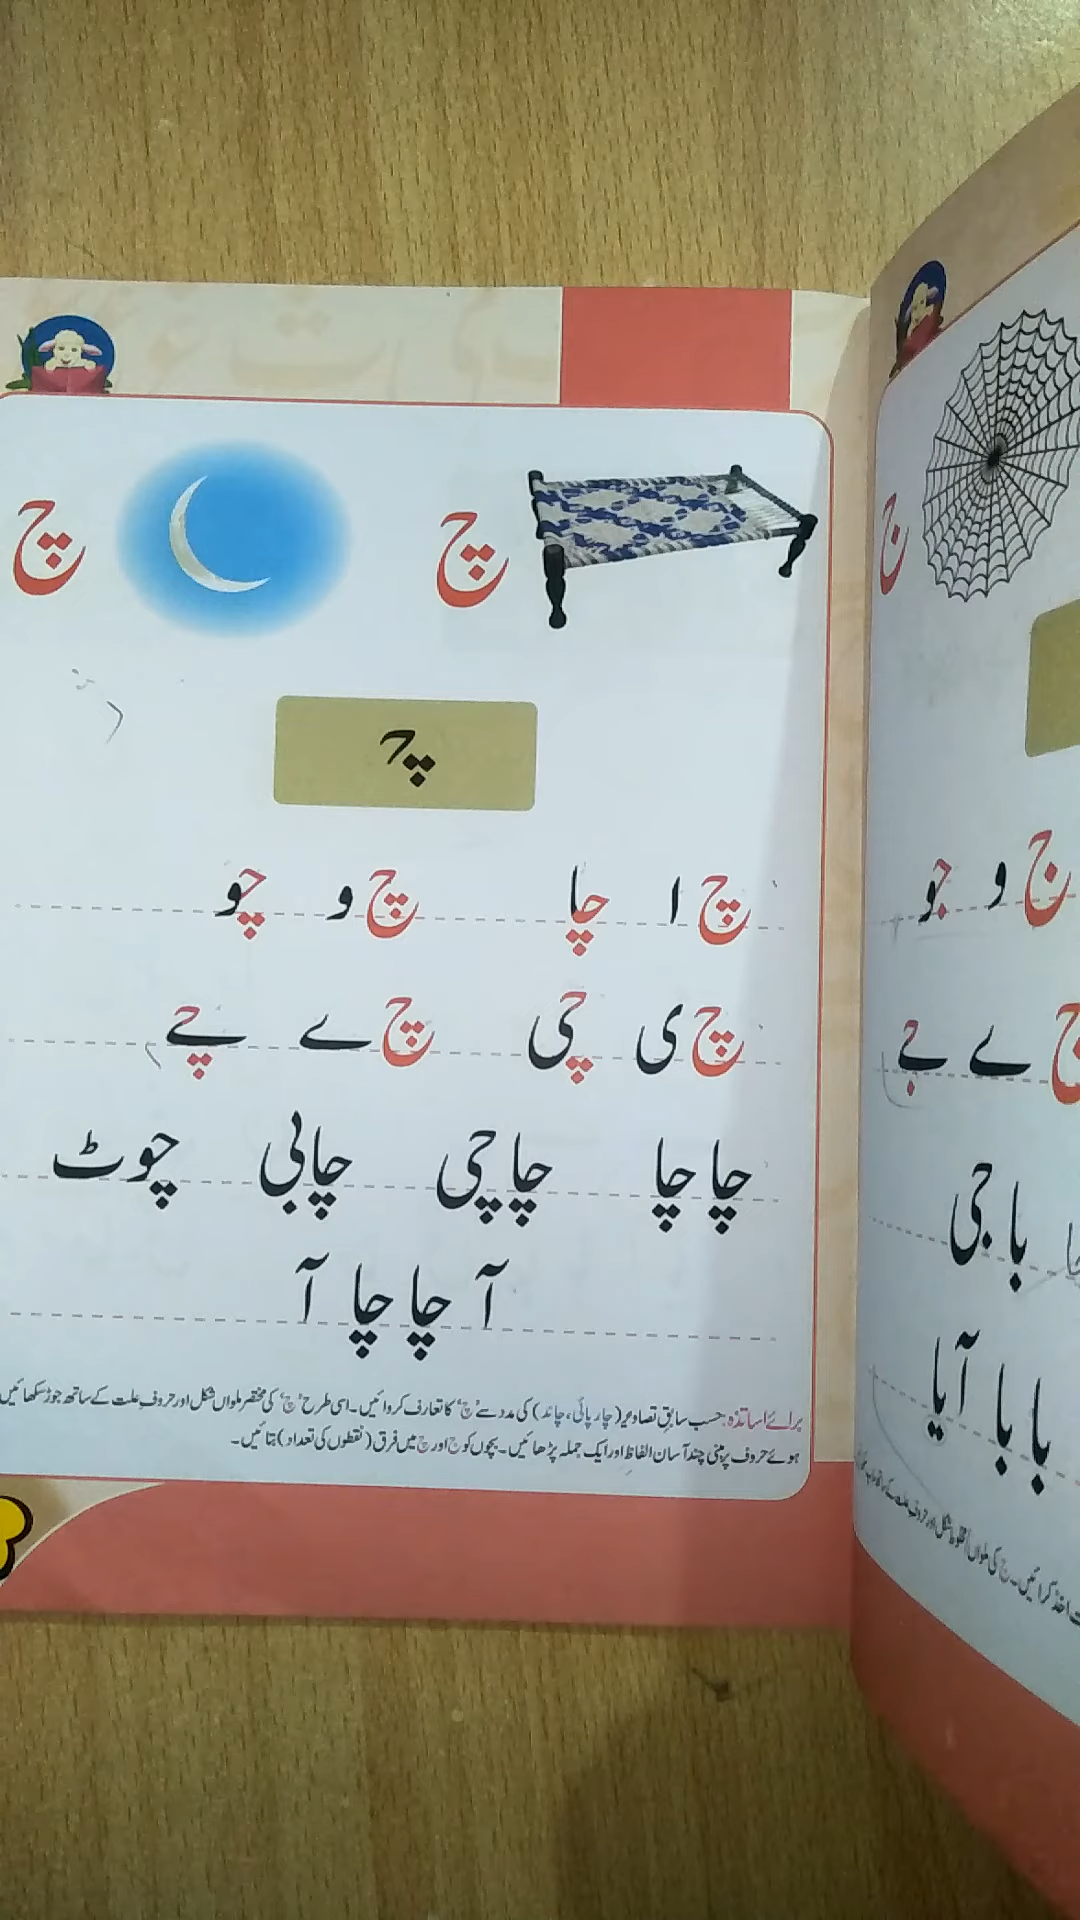 چ چ
چ
چ ا چا چ و چو
چ ی چی چ ے چے
چاچا چاچی چابی چوٹ
آ چاچا آ
برائے اساتذہ: حسب سابق تصاویر (چارپائی، چاند) کی مدد سے 'چ' کا تعارف کروائیں۔ اسی طرح 'چ' کی مختصر ملواں شکل اور حروف علت کے ساتھ جوڑ سکھائیں
ہوئے حروف پر مبنی چند آسان الفاظ اور ایک جملہ پڑھائیں۔ بچوں کو ج اور چ میں فرق (نقطوں کی تعداد) بتائیں۔
ج
ج و جو
ج ے جے
باجی
بابا آیا